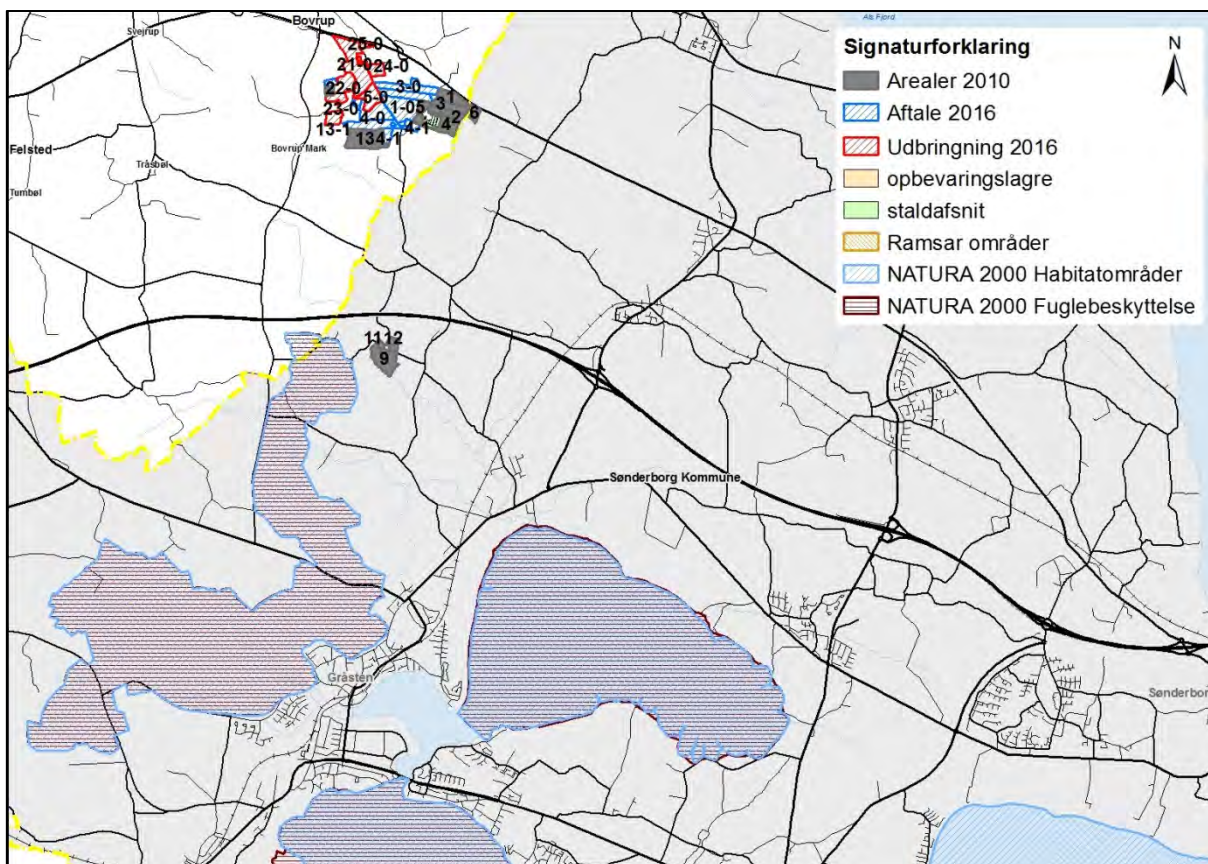 Als Fjord
Bovrup
Svejrup
Signaturforklaring
N
Arealer 2010
Aftale 2016
Udbringning 2016
opbevaringslagre
staldafsnit
Ramsar områder
NATURA 2000 Habitatområder
NATURA 2000 Fuglebeskyttelse
25-0
21-0
24-0
22-0
3-0
5-0
31
23-0
1-05
2
6
4-0
13-1
4-1
4
134-1
Felsted
Tråsbøl
Bovrup Mark
Tumbøl
1112
9
Sønderborg Kommune
Gråsten
Sønderbor